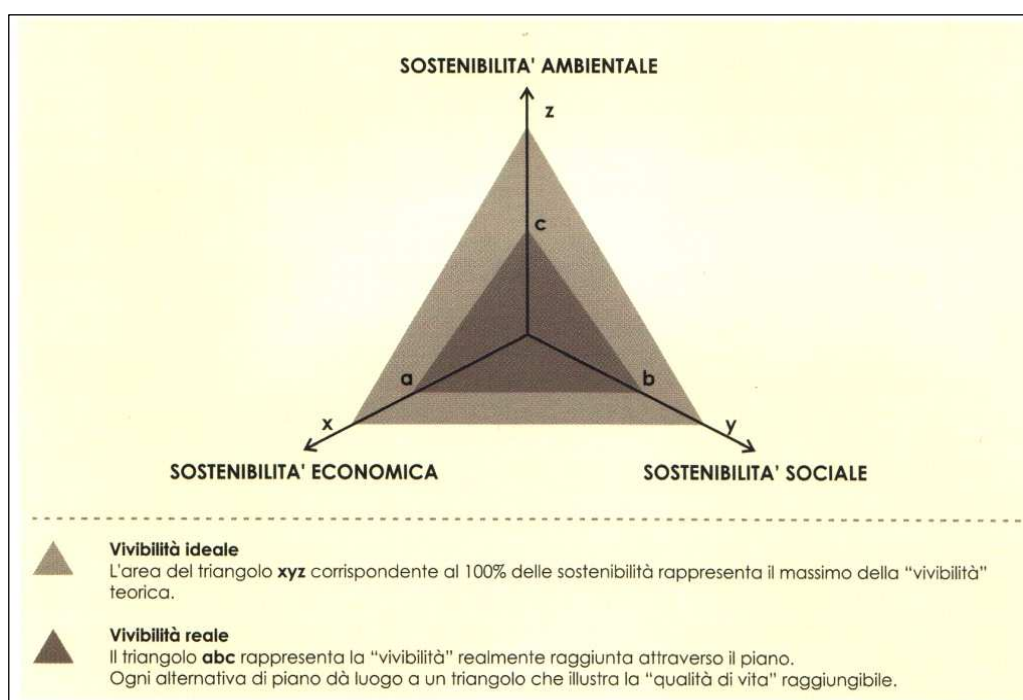 SOSTENIBILITA' AMBIENTALE
z
c
a
b
x
y
SOSTENIBILITA' ECONOMICA
SOSTENIBILITA' SOCIALE
Vivibilità ideale
L'area del triangolo xyz corrispondente al 100% delle sostenibilità rappresenta il massimo della "vivibilità"
teorica.
Vivibilità reale
Il triangolo abc rappresenta la "vivibilità" realmente raggiunta attraverso il piano.
Ogni alternativa di piano dà luogo a un triangolo che illustra la "qualità di vita" raggiungibile.